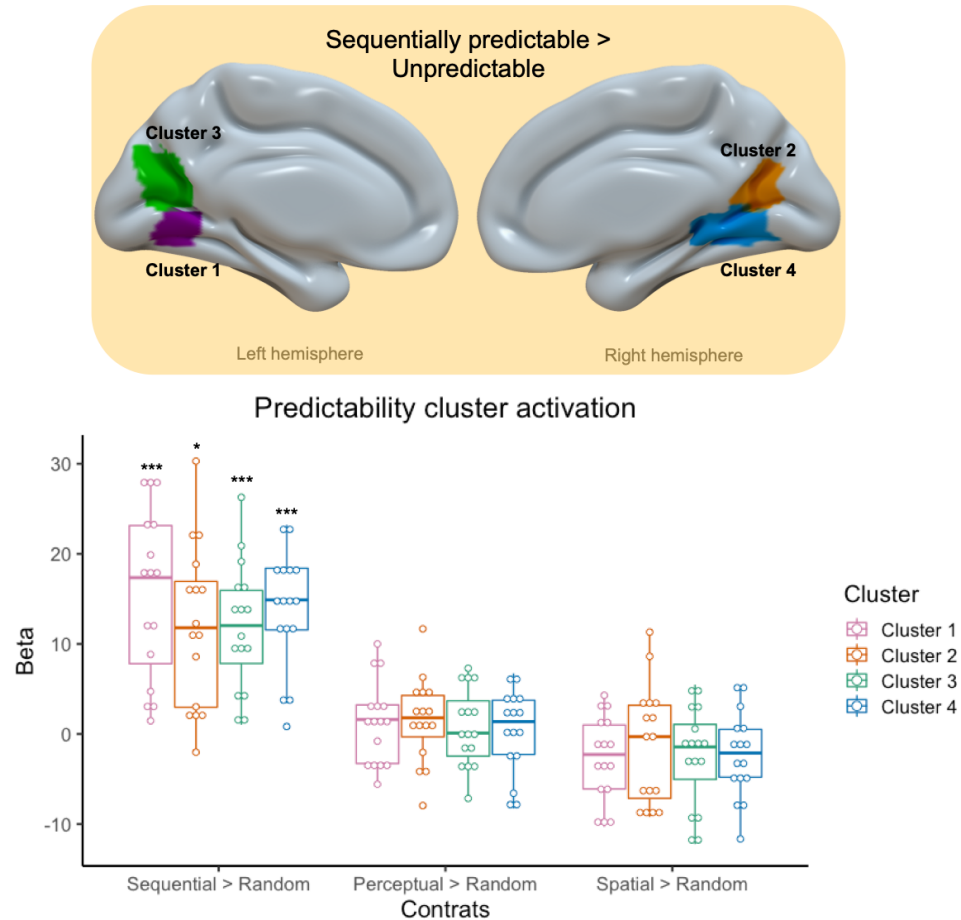 Sequentially predictable >
Unpredictable
Cluster 3
Cluster 2
Cluster 1
Cluster 4
Left hemisphere
Right hemisphere
Predictability cluster activation
***
*
***
***
30
20
10
0
-10
Beta
Sequential > Random
Perceptual > Random
Spatial > Random
Contrats
Cluster
Cluster 1
Cluster 2
Cluster 3
Cluster 4